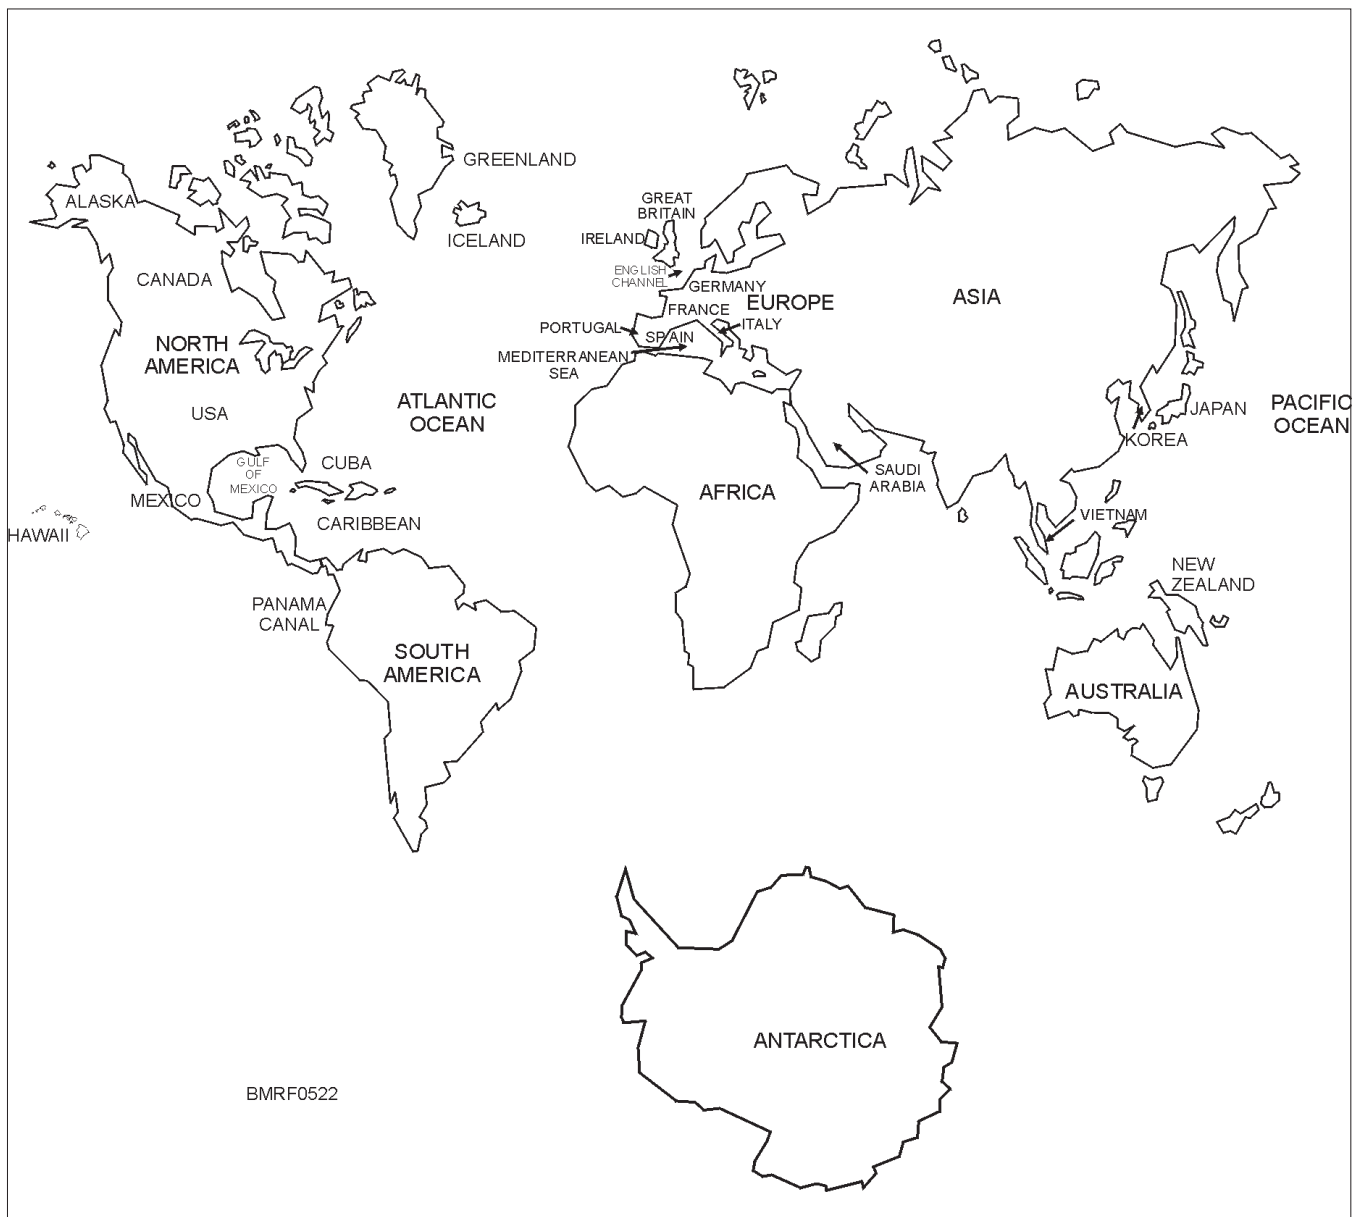 GREENLAND
GREAT
BRITAIN
ALASKA
IRELAND
ICELAND
ENGLISH
CHANNEL
CANADA
GERMANY
EUROPE
ASIA
FRANCE
PORTUGAL
ITALY
SPAIN
NORTH
AMERICA
MEDITERRANEAN
SEA
ATLANTIC
OCEAN
USA
JAPAN
PACIFIC
OCEAN
KOREA
GULF
OF
MEXICO
CUBA
SAUDI
ARABIA
MEXICO
AFRICA
CARIBBEAN
VIETNAM
HAWAII
NEW
ZEALAND
PANAMA
CANAL
SOUTH
AMERICA
AUSTRALIA
ANTARCTICA
BMRF0522